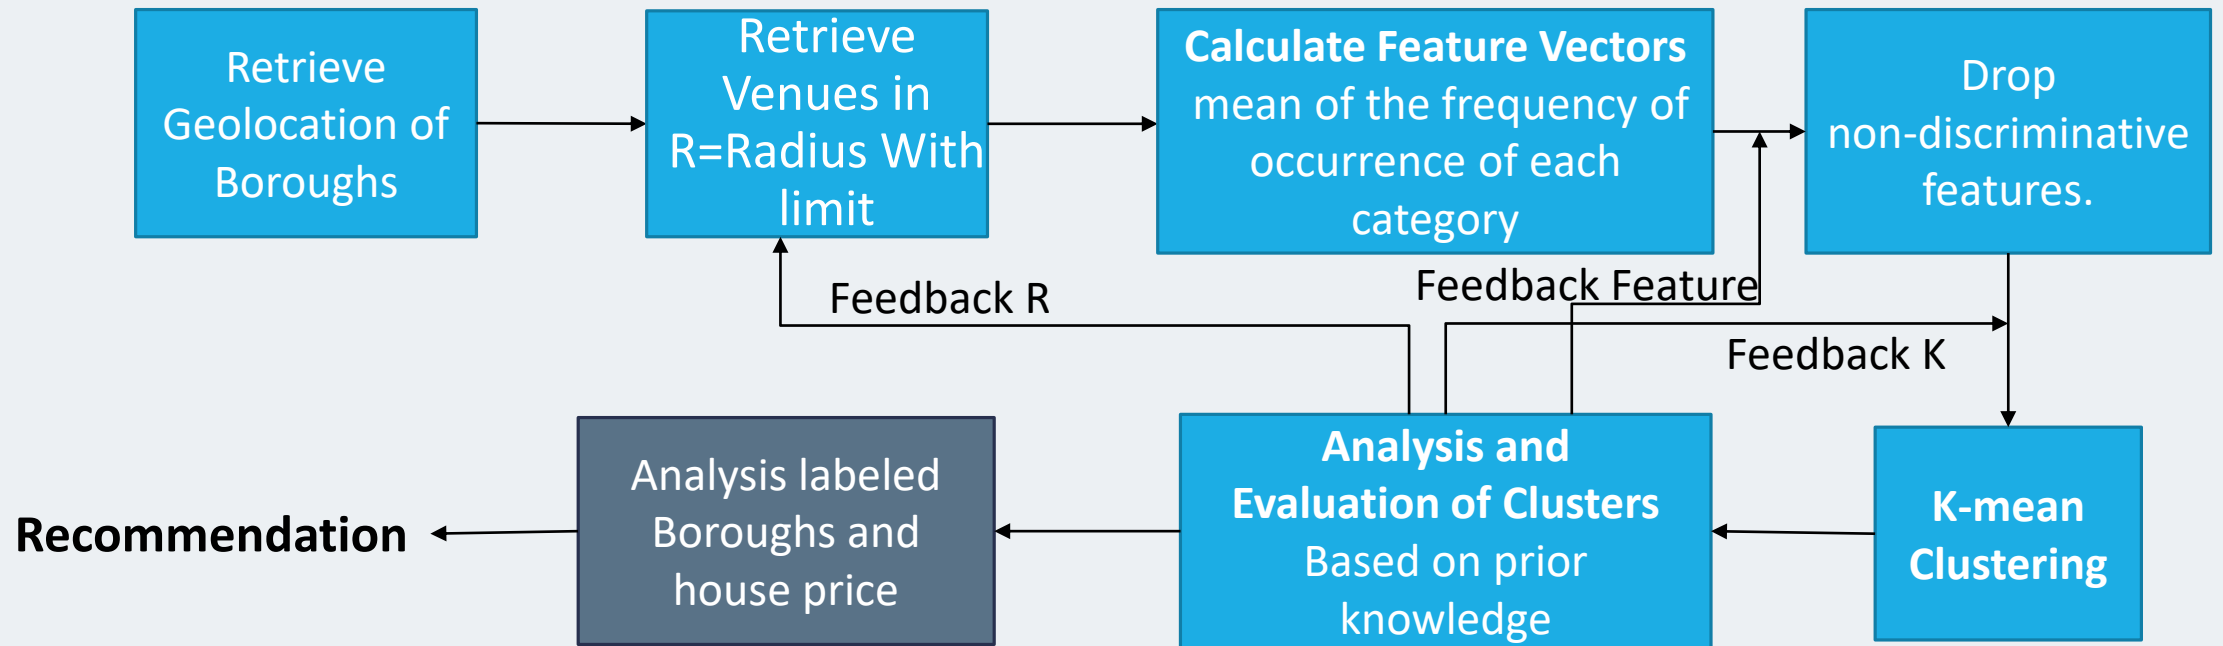 Retrieve
Geolocation of
Boroughs
Retrieve
Venues in
R=Radius With
limit
Calculate Feature Vectors
mean of the frequency of
occurrence of each
category
Drop
non-discriminative
features.
Feedback R
Feedback Feature
Feedback K
Recommendation
Analysis labeled
Boroughs and
house price
Analysis and
Evaluation of Clusters
Based on prior
knowledge
K-mean
Clustering